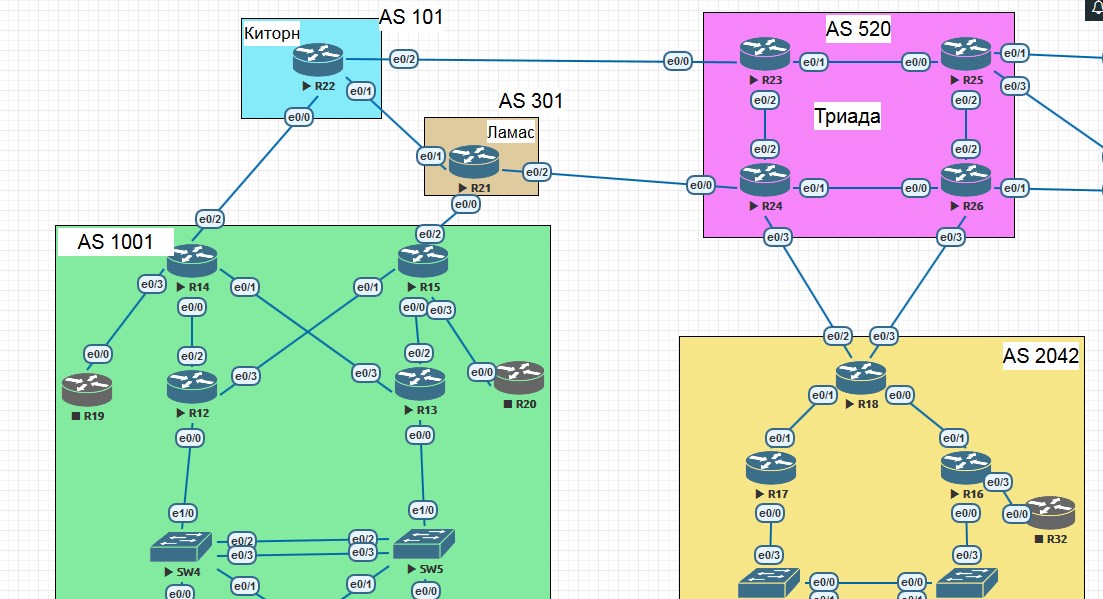 AS 101
Киторн
AS 520
e0/2
e0/0
R23
e0/1
e0/0
R25
e0/1
R22
e0/1
e0/3
e0/0
e0/2
e0/2
AS 301
Триада
Ламас
e0/1
R21
e0/2
e0/2
e0/2
e0/0
R24
e0/1
e0/0
R26
e0/1
e0/0
e0/2
e0/2
e0/3
e0/3
AS 1001
R14
R15
e0/3
e0/1
e0/1
e0/0
e0/0
e0/3
e0/2
e0/3
AS 2042
e0/0
e0/2
e0/2
R19
R12
e0/3
e0/3
R13
e0/0
R20
R18
e0/1
e0/0
e0/0
e0/0
e0/1
e0/1
R17
R16
e0/3
e0/0
e0/0
e0/0
R32
e1/0
e1/0
SW4
e0/2
e0/2
SW5
e0/3
e0/3
e0/3
e0/3
e0/0
e0/1
e0/1
e0/0
e0/0
e0/0
e0/1
e0/1